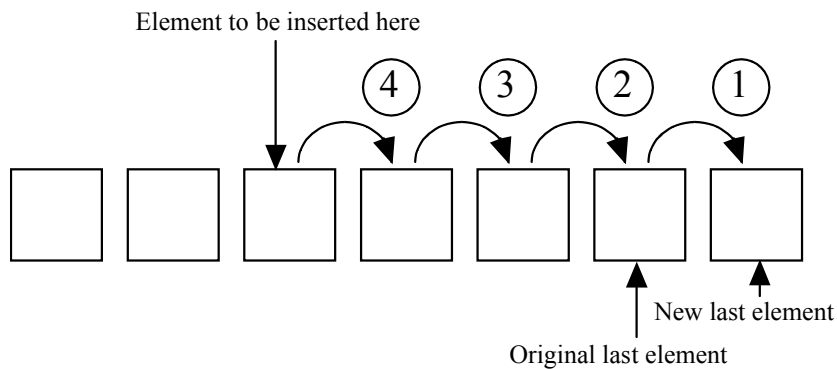 Element to be inserted here
4 3 2 1
New last element
Original last element